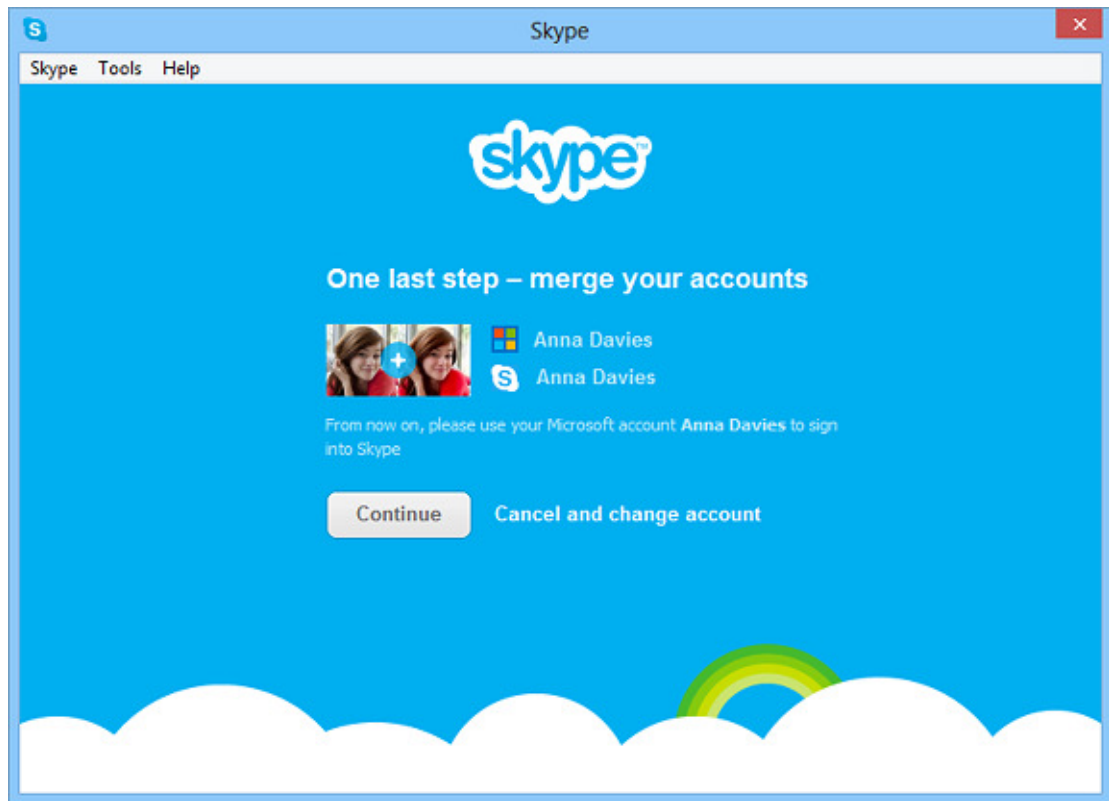 Skype
Skype Tools Help
skype™
One last step – merge your accounts
Anna Davies
Anna Davies
From now on, please use your Microsoft account Anna Davies to sign
into Skype
Continue Cancel and change account